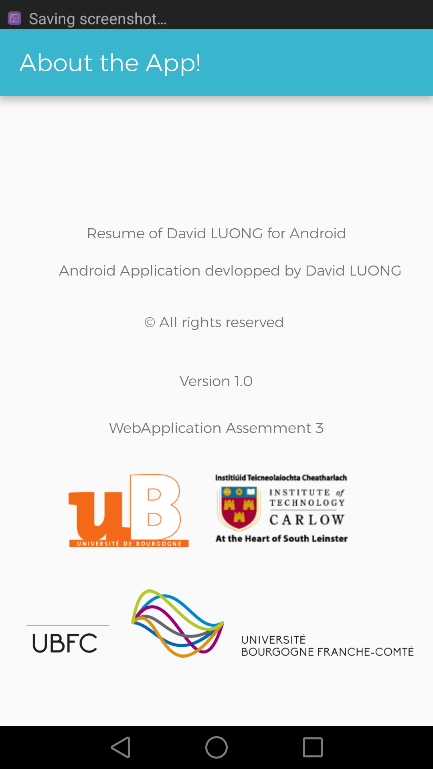 Saving screenshot...
About the App!
Resume of David LUONG for Android
Android Application devlopped by David LUONG
© All rights reserved
Version 1.0
WebApplication Assemment 3
uB
UNIVERSITÉ DE BOURGOGNE
Institiúid Teicneolaíochta Cheatharlach
INSTITUTE of
TECHNOLOGY
CARLOW
At the Heart of South Leinster
UBFC
UNIVERSITÉ
BOURGOGNE FRANCHE-COMTÉ